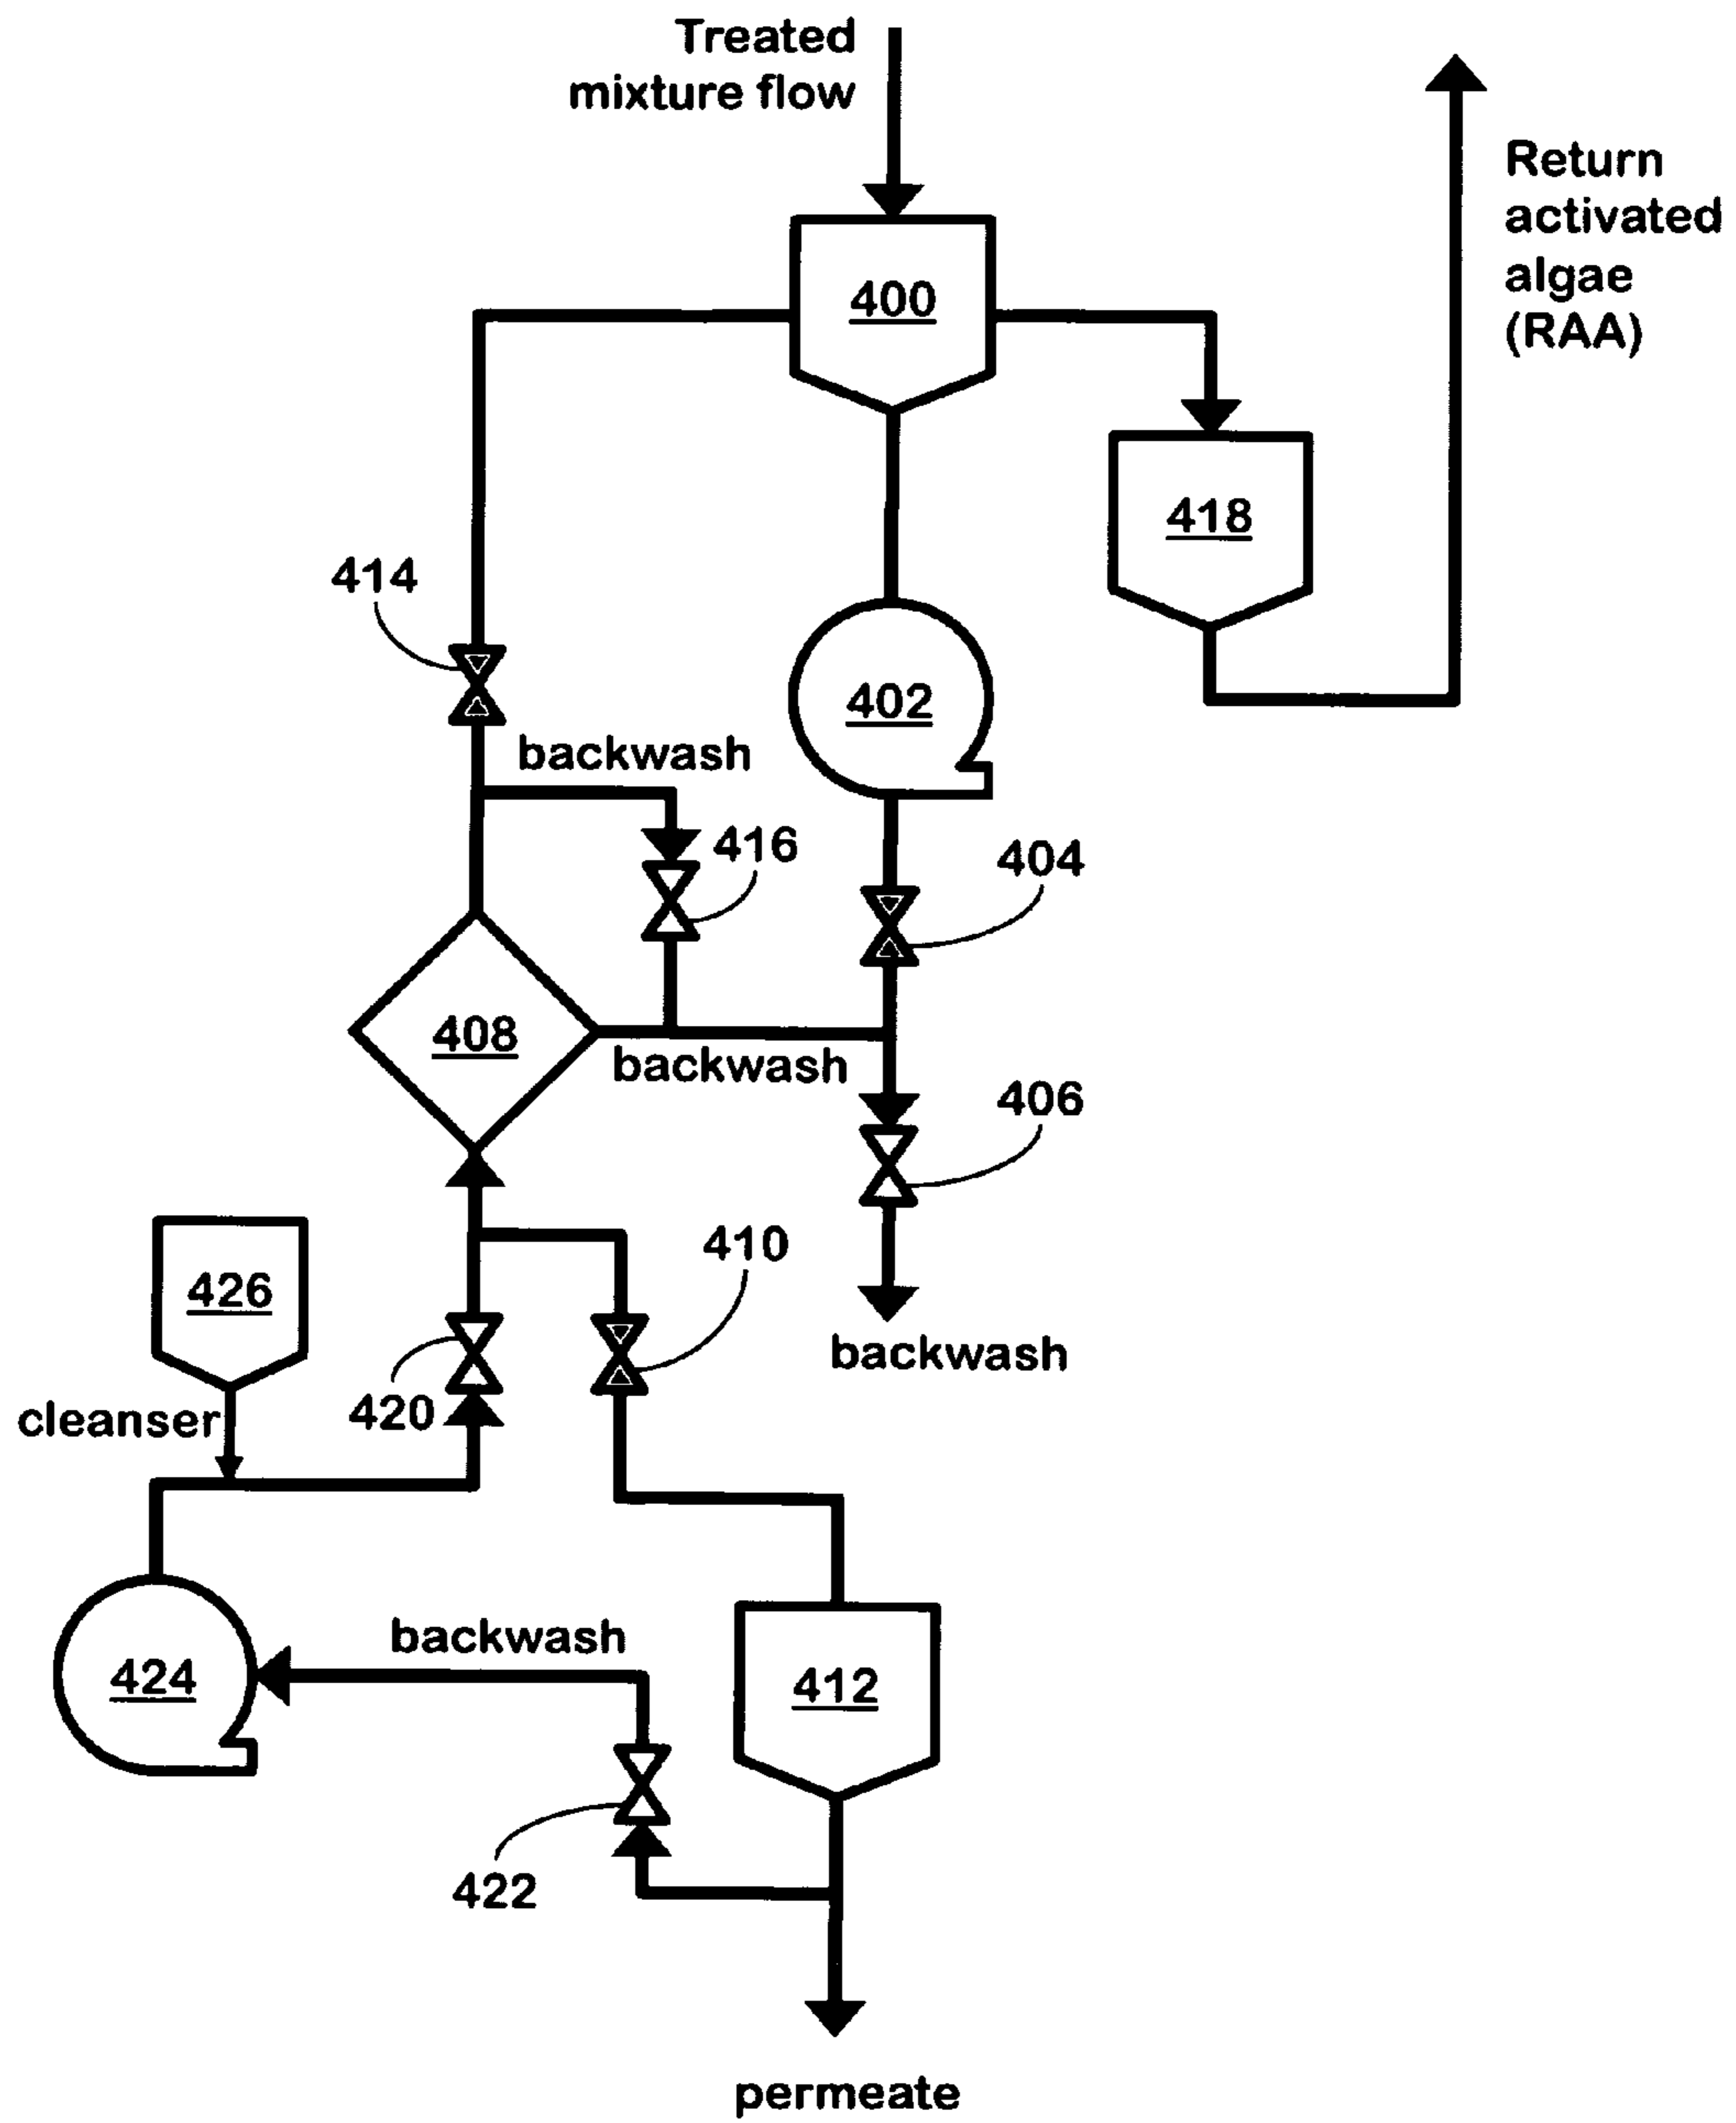 Treated
mixture flow
Return
activated
algae
(RAA)
400
418
414
402
backwash
416
404
408
backwash
406
410
426
backwash
420
cleanser
backwash
424
412
422
permeate